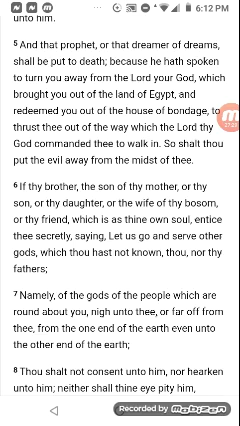 6:12 PM
unto him.
5 And that prophet, or that dreamer of dreams,
shall be put to death; because he hath spoken
to turn you away from the Lord your God, which
brought you out of the land of Egypt, and
redeemed you out of the house of bondage, to
thrust thee out of the way which the Lord thy
God commanded thee to walk in. So shalt thou
put the evil away from the midst of thee.
6 If thy brother, the son of thy mother, or thy
son, or thy daughter, or the wife of thy bosom,
or thy friend, which is as thine own soul, entice
thee secretly, saying, Let us go and serve other
gods, which thou hast not known, thou, nor thy
fathers;
7 Namely, of the gods of the people which are
round about you, nigh unto thee, or far off from
thee, from the one end of the earth even unto
the other end of the earth;
8 Thou shalt not consent unto him, nor hearken
unto him; neither shall thine eye pity him,
Recorded by mobizen